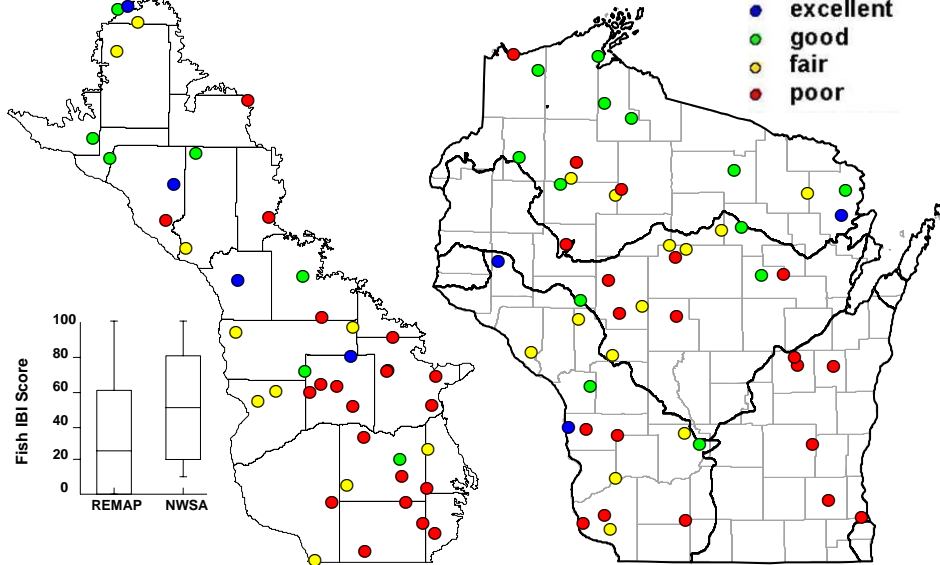 excellent
good
fair
poor
100
80
60
40
20
0
Fish IBI Score
REMAP NWSA